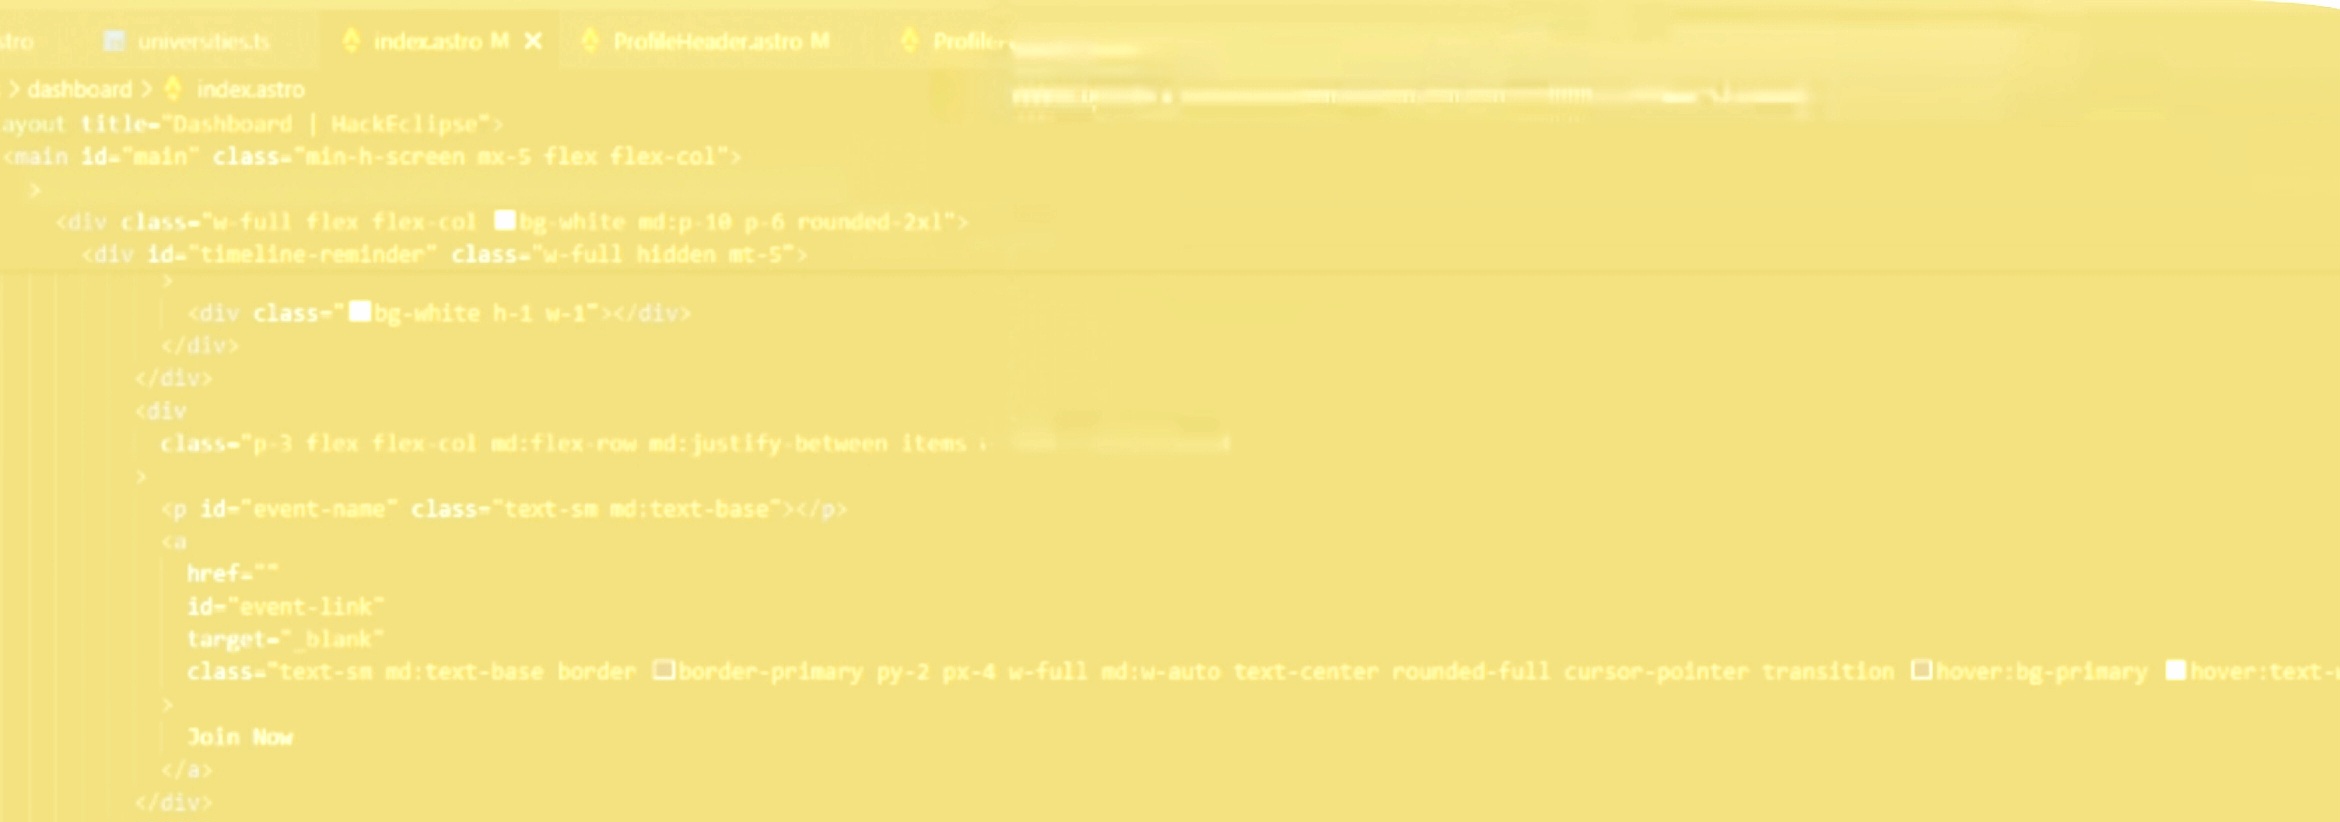 stro universities.ts index.astro M × ProfileHeader.astro M
> dashboard > index.astro
ayout title="Dashboard | HackEclipse">
<main id="main" class="min-h-screen mx-5 flex flex-col">
>
<div class="w-full flex flex-col bg-white md:p-10 p-6 rounded-2xl">
<div id="timeline-reminder" class="w-full hidden mt-5">
>
<div class="bg-white h-1 w-1"></div>
</div>
</div>
<div
class="p-3 flex flex-col md:flex-row md:justify-between items
>
<p id="event-name" class="text-sm md:text-base"></p>
<a
href=""
id="event-link"
target="_blank"
class="text-sm md:text-base border border-primary py-2 px-4 w-full md:w-auto text-center rounded-full cursor-pointer transition hover:bg-primary hover:text-
>
Join Now
</a>
</div>